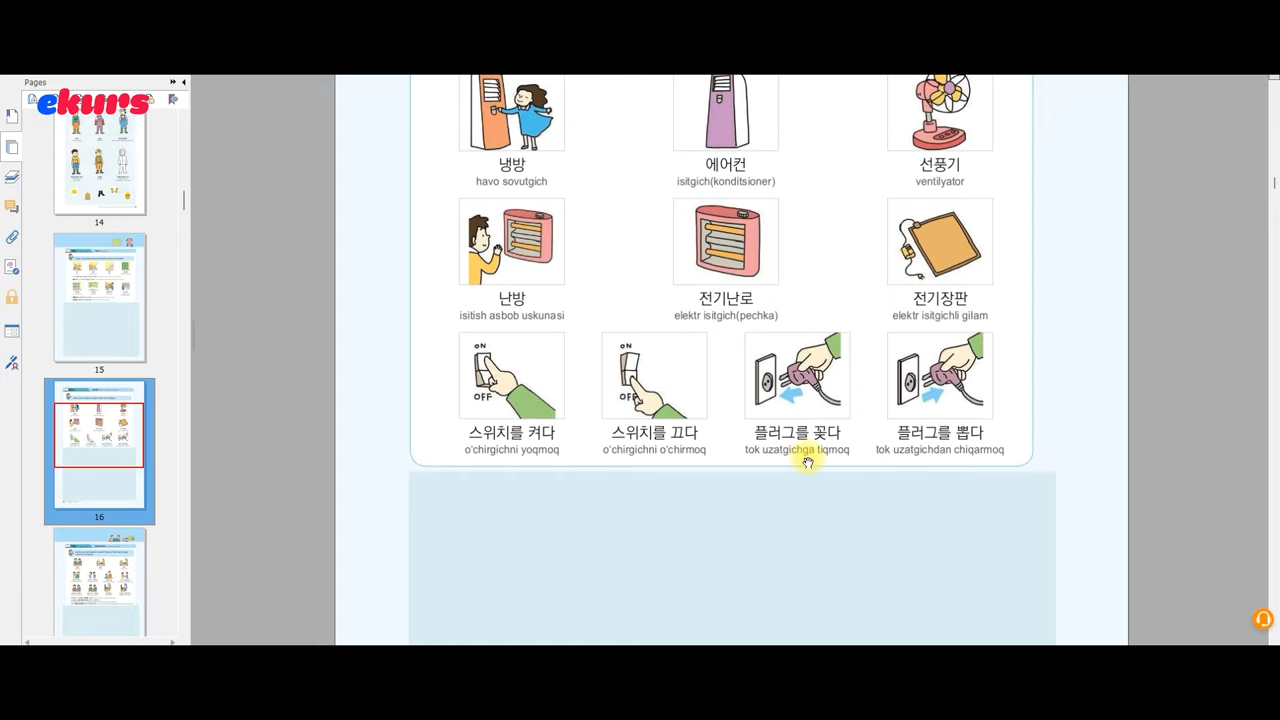 Pages
ekurs
냉방
에어컨
선풍기
havo sovutgich
isitgich(konditsioner)
ventilyator
난방
전기난로
전기장판
isitish asbob uskunasi
elektr isitgich(pechka)
elektr isitgichli gilam
ON
OFF
ON
OFF
스위치를 켜다
스위치를 끄다
플러그를 꽂다
플러그를 뽑다
o'chirgichni yoqmoq
o'chirgichni o'chirmoq
tok uzatgichga tiqmoq
tok uzatgichdan chiqarmoq
14
15
16